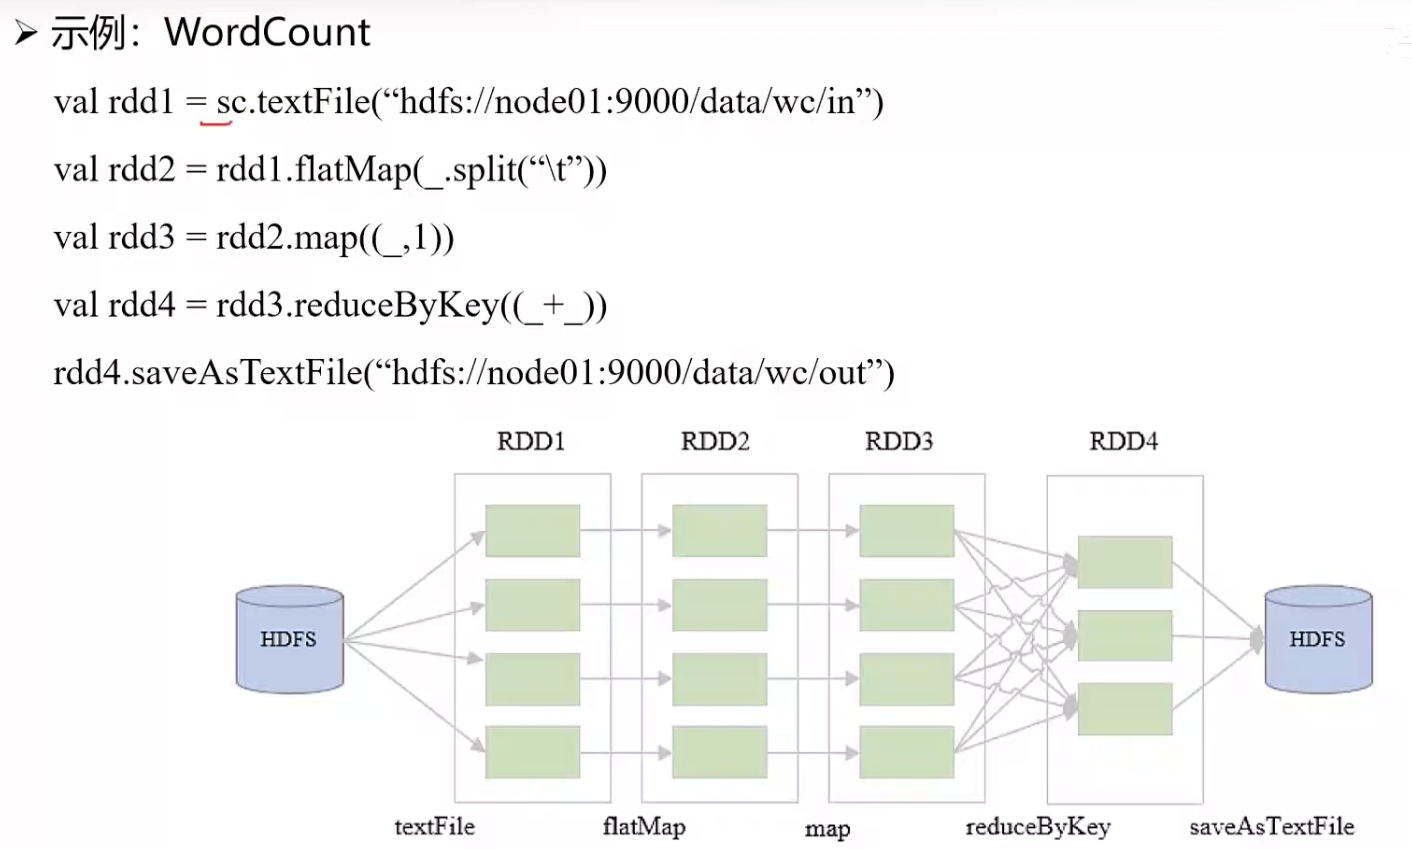 ➢ 示例：WordCount
val rdd1 = sc.textFile(“hdfs://node01:9000/data/wc/in”)
val rdd2 = rdd1.flatMap(_.split(“\t”))
val rdd3 = rdd2.map((_,1))
val rdd4 = rdd3.reduceByKey((_+_))
rdd4.saveAsTextFile(“hdfs://node01:9000/data/wc/out”)
RDD1 RDD2 RDD3 RDD4
HDFS HDFS
textFile flatMap map reduceByKey saveAsTextFile